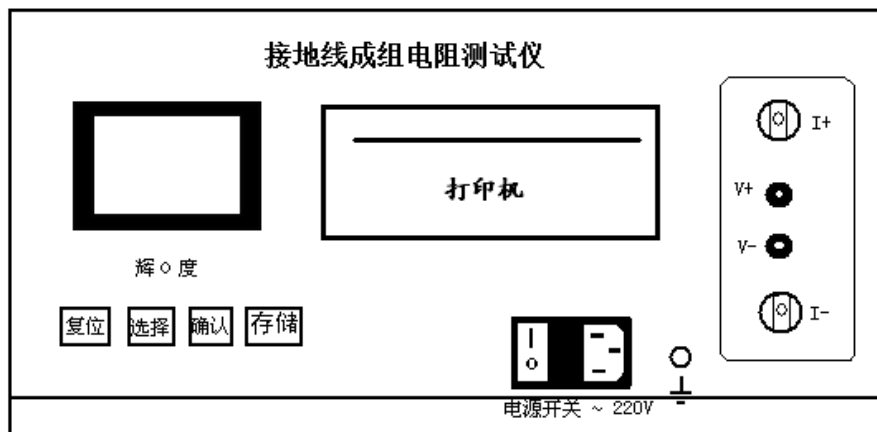 接地线成组电阻测试仪
I+
打印机
V+
V-
辉 度
复位 选择 确认 存储
I-
电源开关 ~ 220V